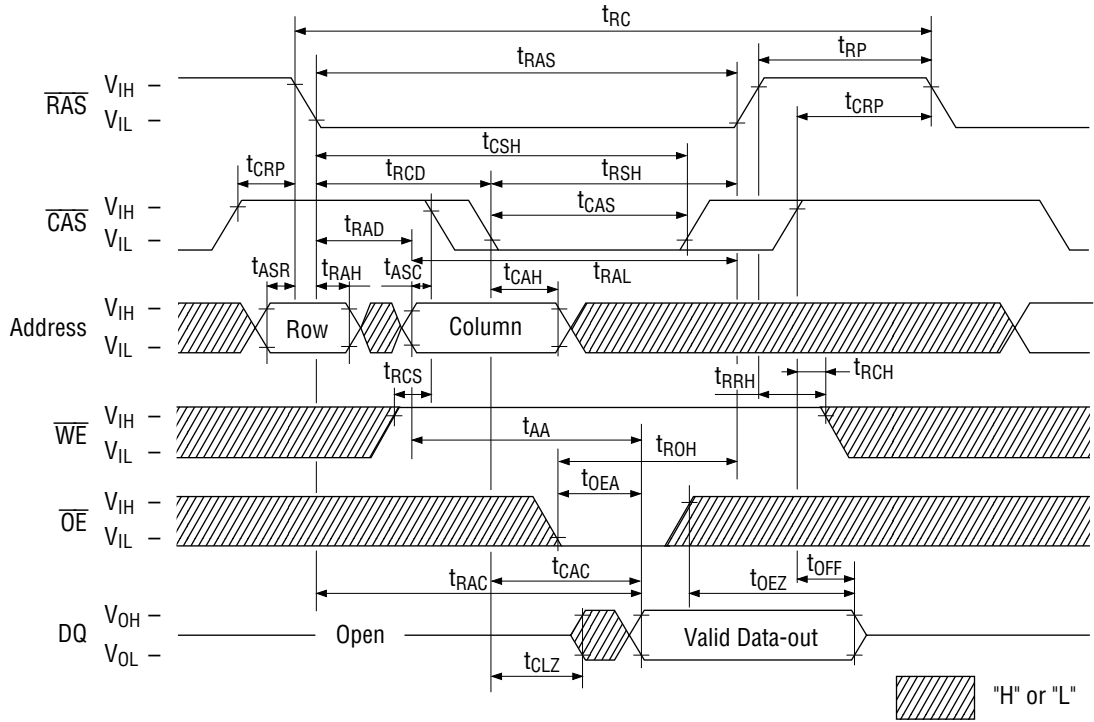 tRC
tRAS
tRP
VIH
RAS
VIL
tCRP
tCSH
tCRP
tRCD
tRSH
VIH
CAS
VIL
tCAS
tRAD
tRAL
tASR
tRAH
tASC
tCAH
VIH
Address
VIL
Row
Column
tRCS
tRRH
tRCH
VIH
WE
VIL
tAA
tROH
tOEA
VIH
OE
VIL
tCAC
tRAC
tOEZ
tOFF
VOH
DQ
VOL
Open
Valid Data-out
tCLZ
"H" or "L"